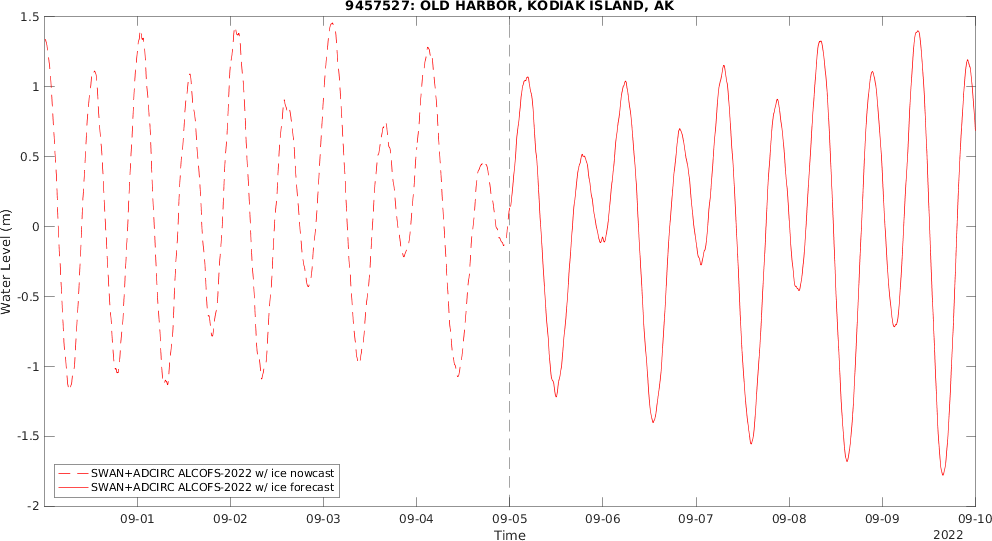 9457527: OLD HARBOR, KODIAK ISLAND, AK
1.5
1
0.5
0
-0.5
-1
-1.5
-2
Water Level (m)
SWAN+ADCIRC ALCOFS-2022 w/ ice nowcast
SWAN+ADCIRC ALCOFS-2022 w/ ice forecast
09-01 09-02 09-03 09-04 09-05 09-06 09-07 09-08 09-09 09-10
Time
2022